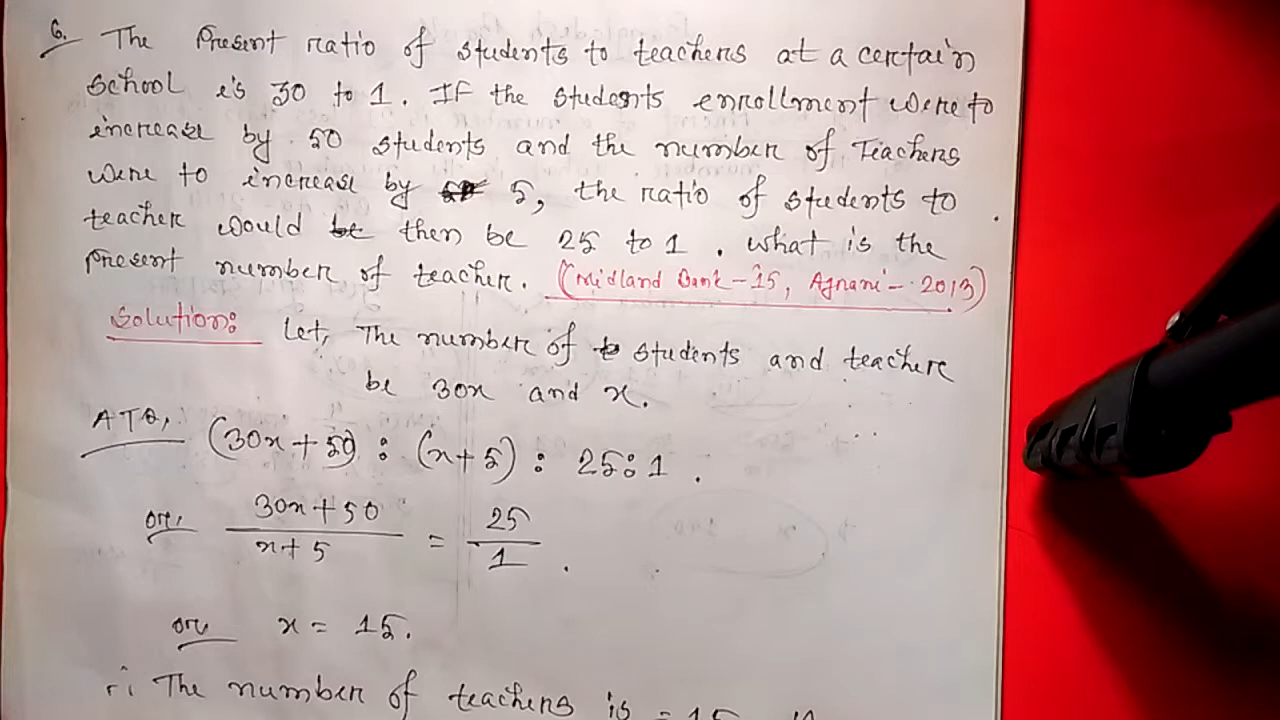 6. The Present ratio of students to teachers at a certain
School is 30 to 1. IF the students enrollment were to
increase by 50 students and the number of Teachers
were to increase by 5, the ratio of students to
teacher would be then be 25 to 1. what is the
present number of teacher. (Midland Bank-15, Agrani-2013)
Solution: Let, The number of students and teacher
be 30x and x.
ATQ, (30x+50) : (x+5) : 25:1.
or, 30x+50 / x+5 = 25 / 1.
or x = 15.
∴ The number of teachers is = 15